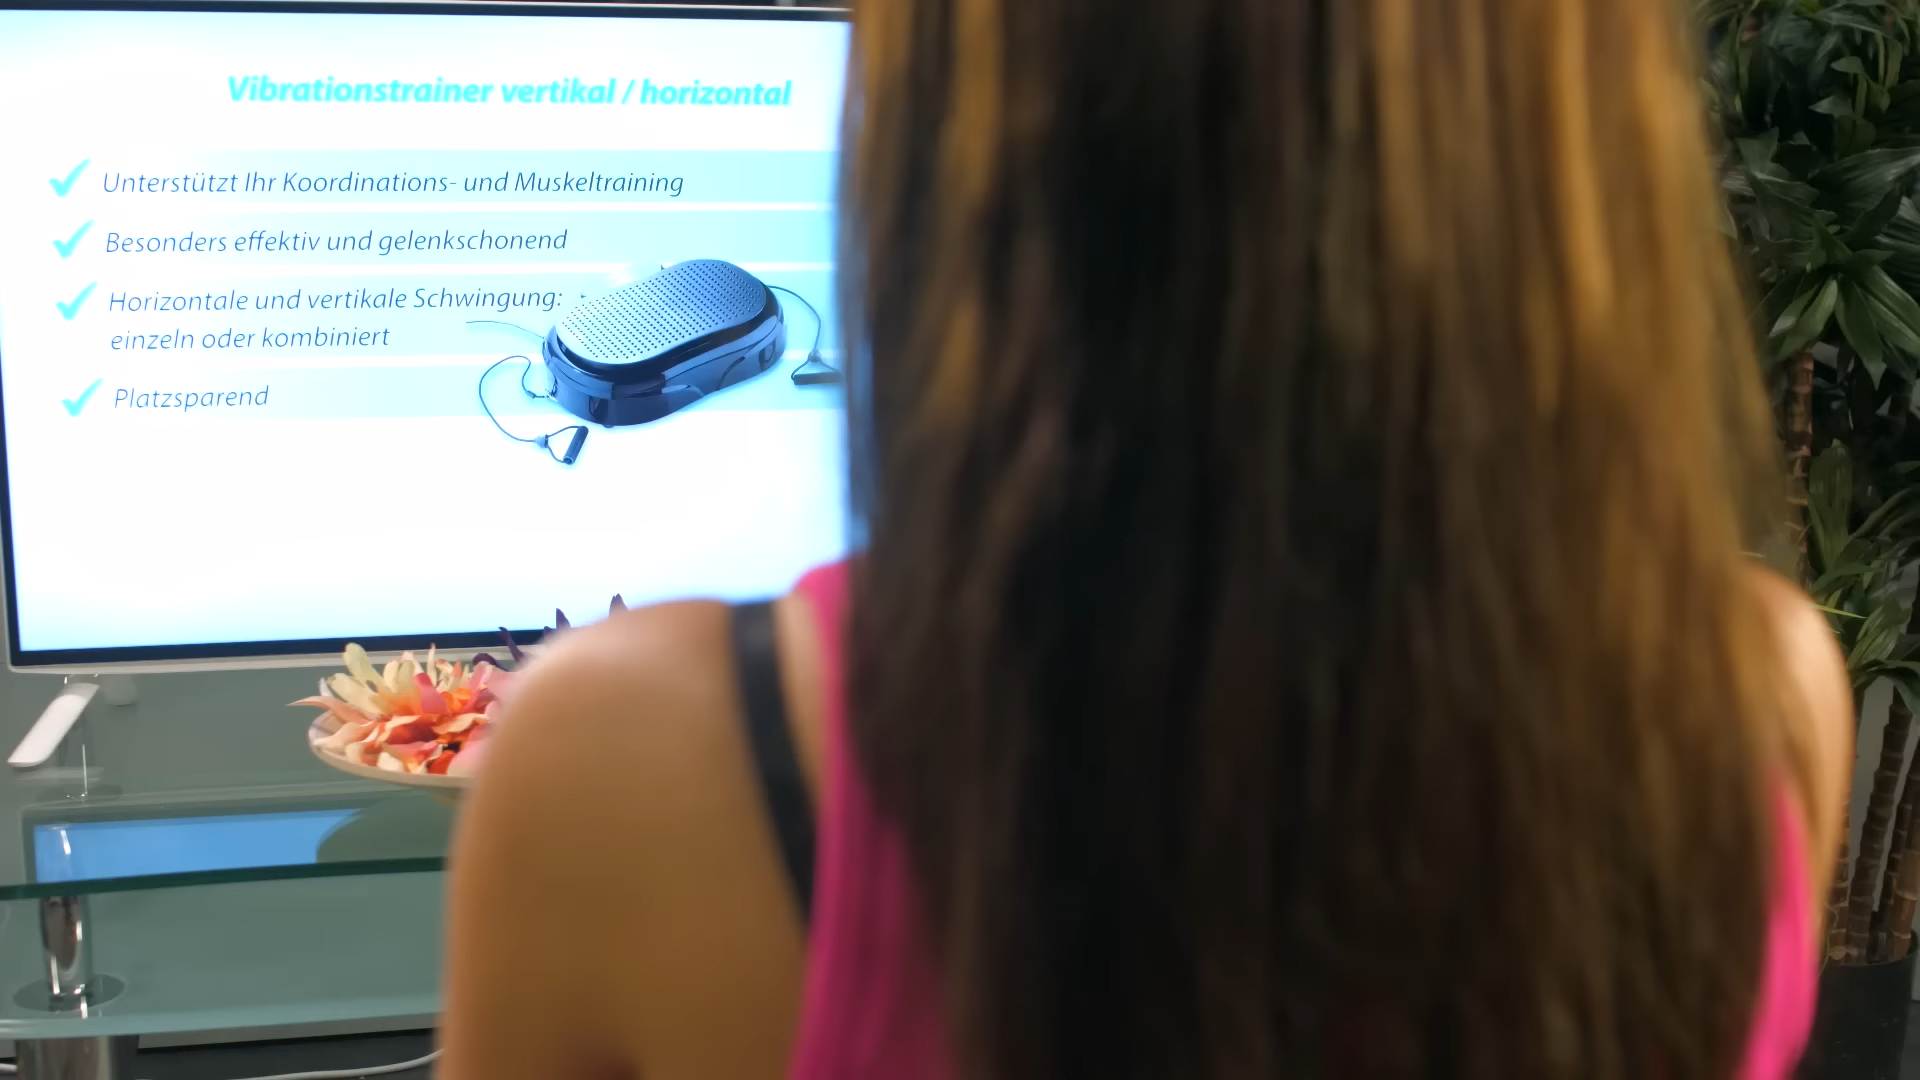 Vibrationstrainer vertikal / horizontal
Unterstützt Ihr Koordinations- und Muskeltraining
Besonders effektiv und gelenkschonend
Horizontale und vertikale Schwingung:
einzeln oder kombiniert
Platzsparend